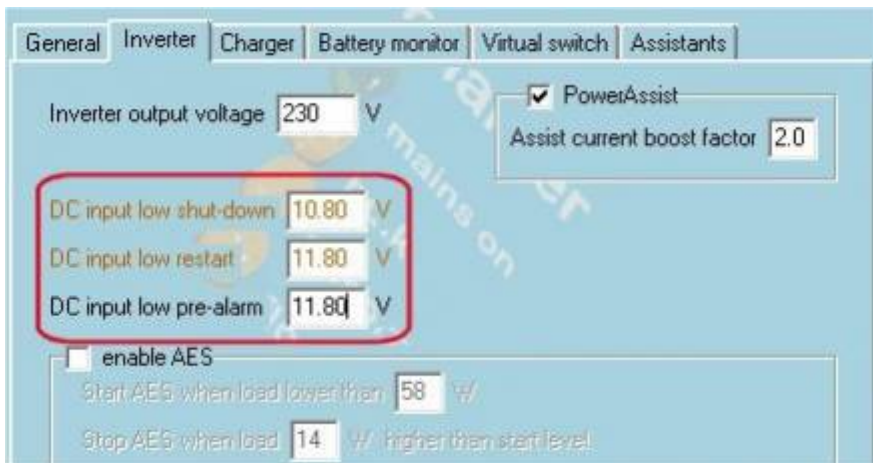 General Inverter Charger Battery monitor Virtual switch Assistants
Inverter output voltage 230 V
PowerAssist
Assist current boost factor 2.0
DC input low shut-down 10.80 V
DC input low restart 11.80 V
DC input low pre-alarm 11.80 V
enable AES
Start AES when load lower than 58 W
Stop AES when load 14 W higher than start level.
mains on